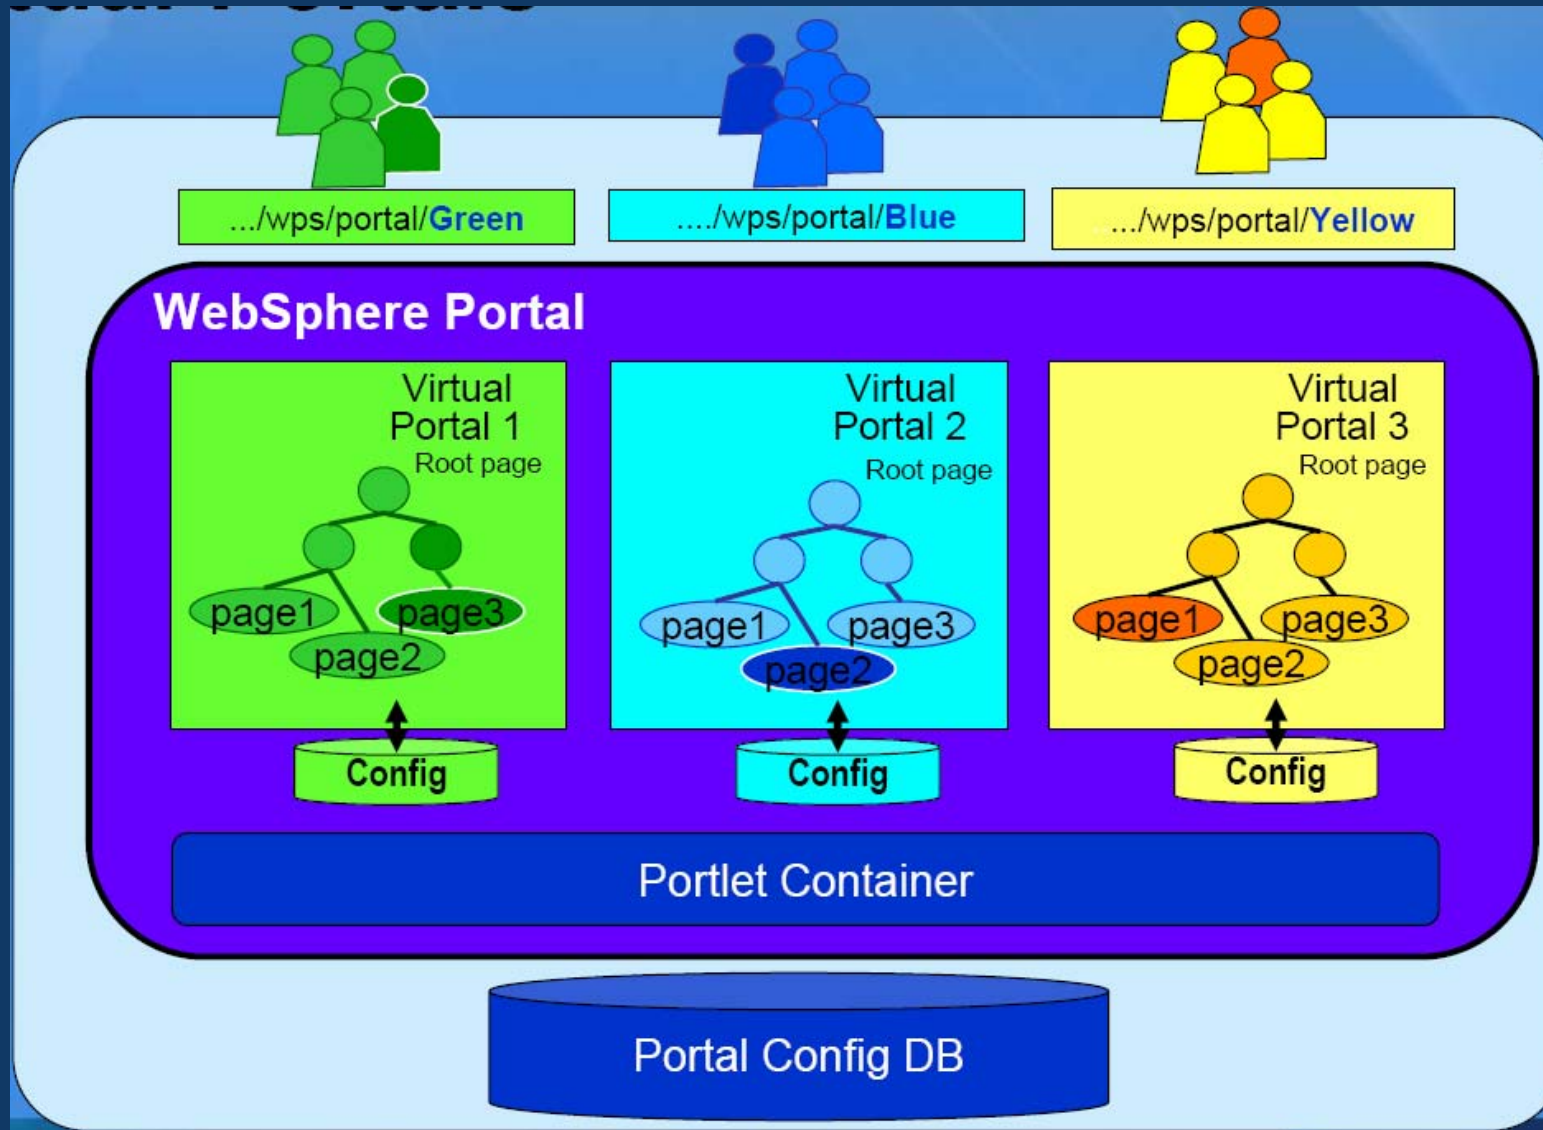 .../wps/portal/Green
..../wps/portal/Blue
..../wps/portal/Yellow
WebSphere Portal
Virtual
Portal 1
Root page
page1
page3
page2
Config
Virtual
Portal 2
Root page
page1
page3
page2
Config
Virtual
Portal 3
Root page
page1
page3
page2
Config
Portlet Container
Portal Config DB